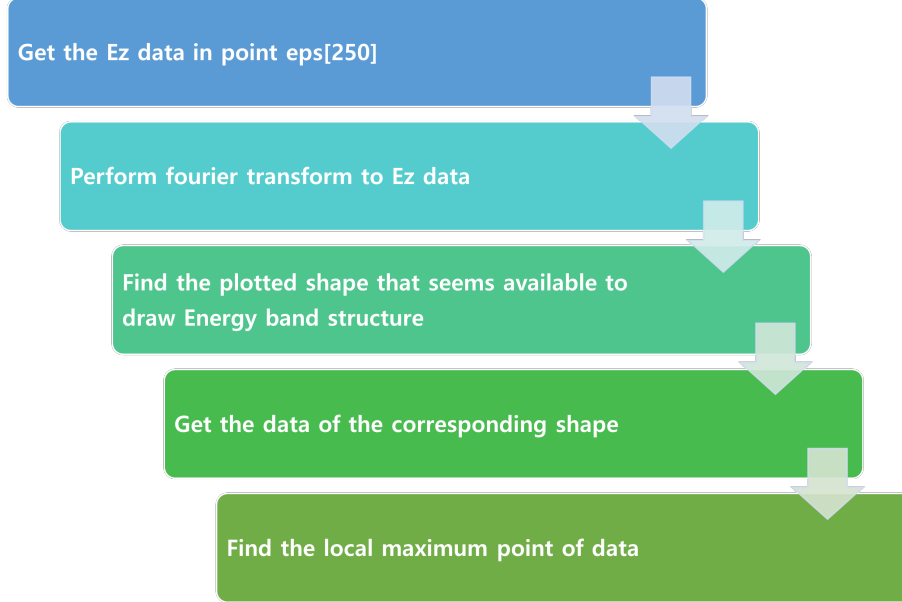 Get the Ez data in point eps[250]
Perform fourier transform to Ez data
Find the plotted shape that seems available to
draw Energy band structure
Get the data of the corresponding shape
Find the local maximum point of data